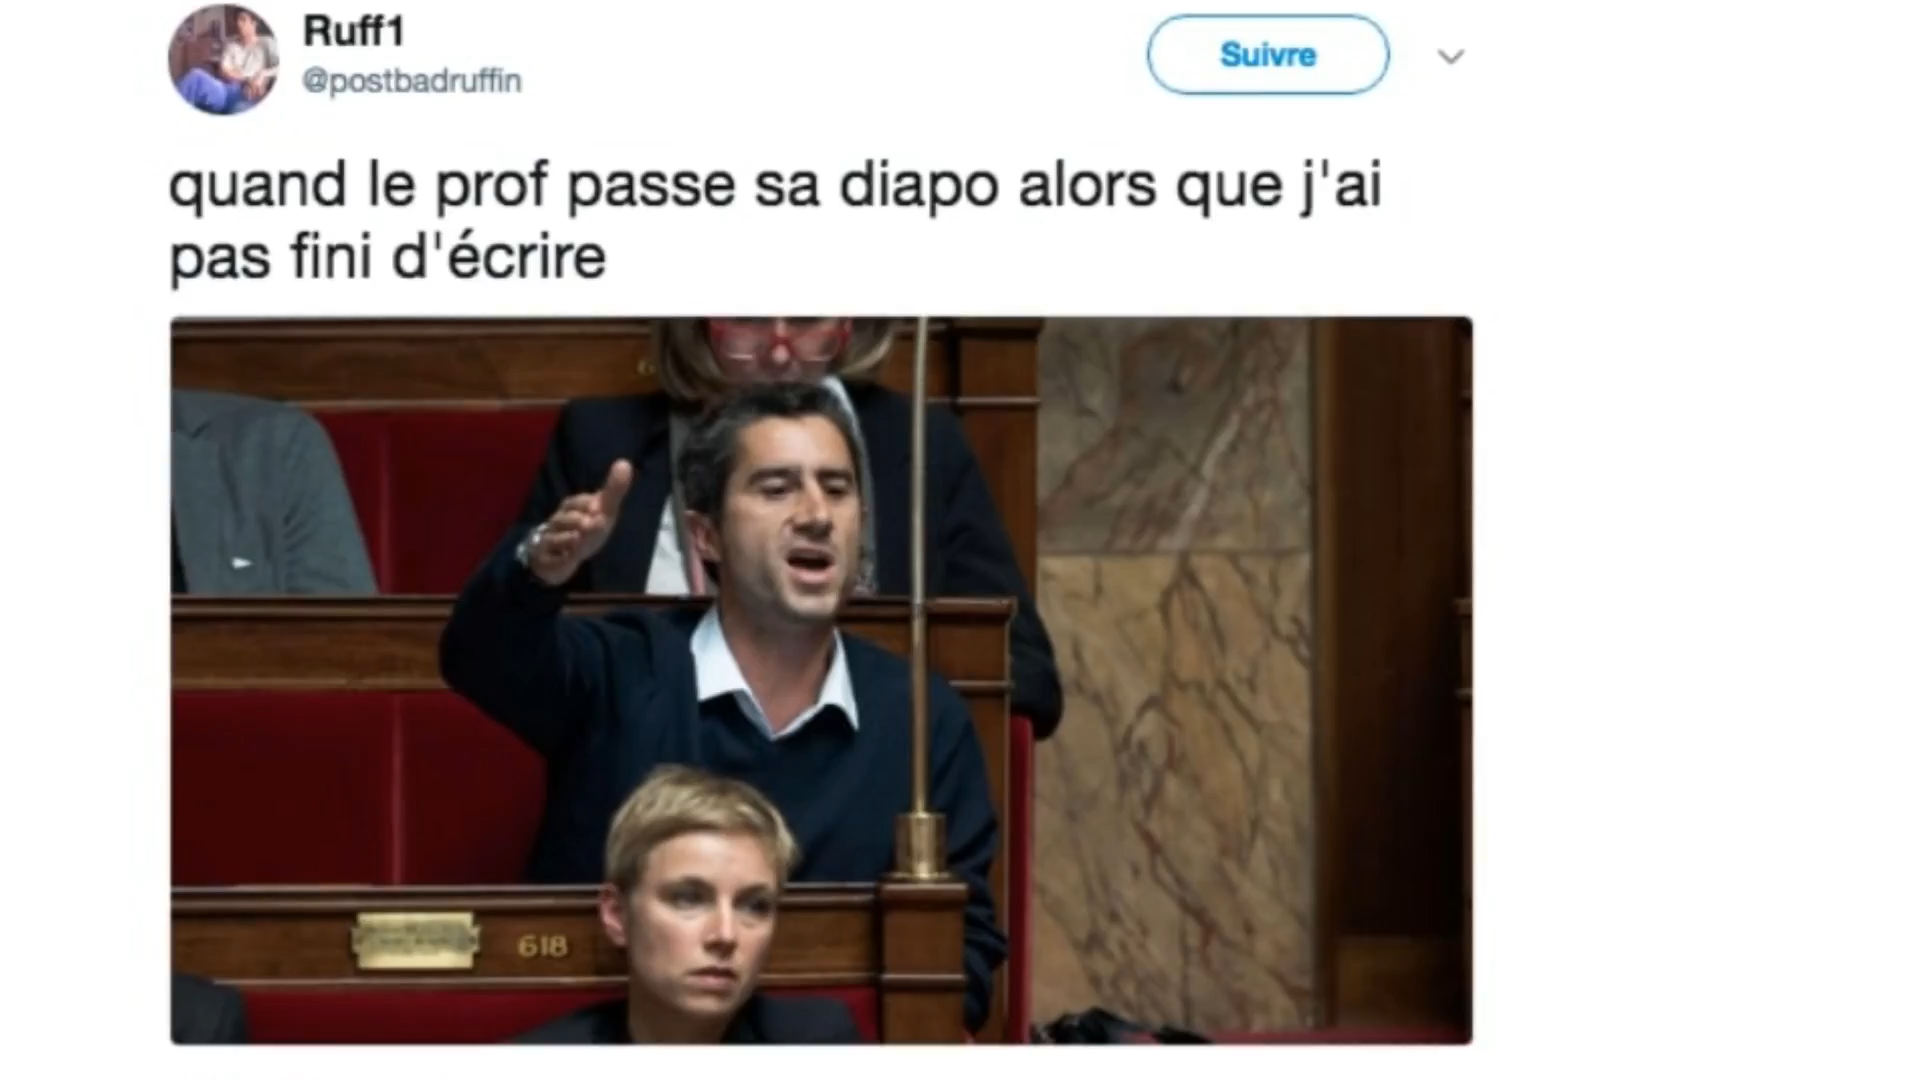 Ruff1
@postbadruffin
Suivre
quand le prof passe sa diapo alors que j'ai
pas fini d'écrire
618